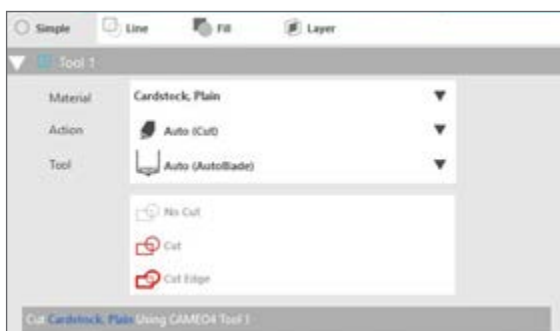 Simple Line Fill Layer
Tool 1
Material Cardstock, Plain
Action Auto (Cut)
Tool Auto (AutoBlade)
No Cut
Cut
Cut Edge
Cut Cardstock, Plain Using CAMEO4 Tool 1